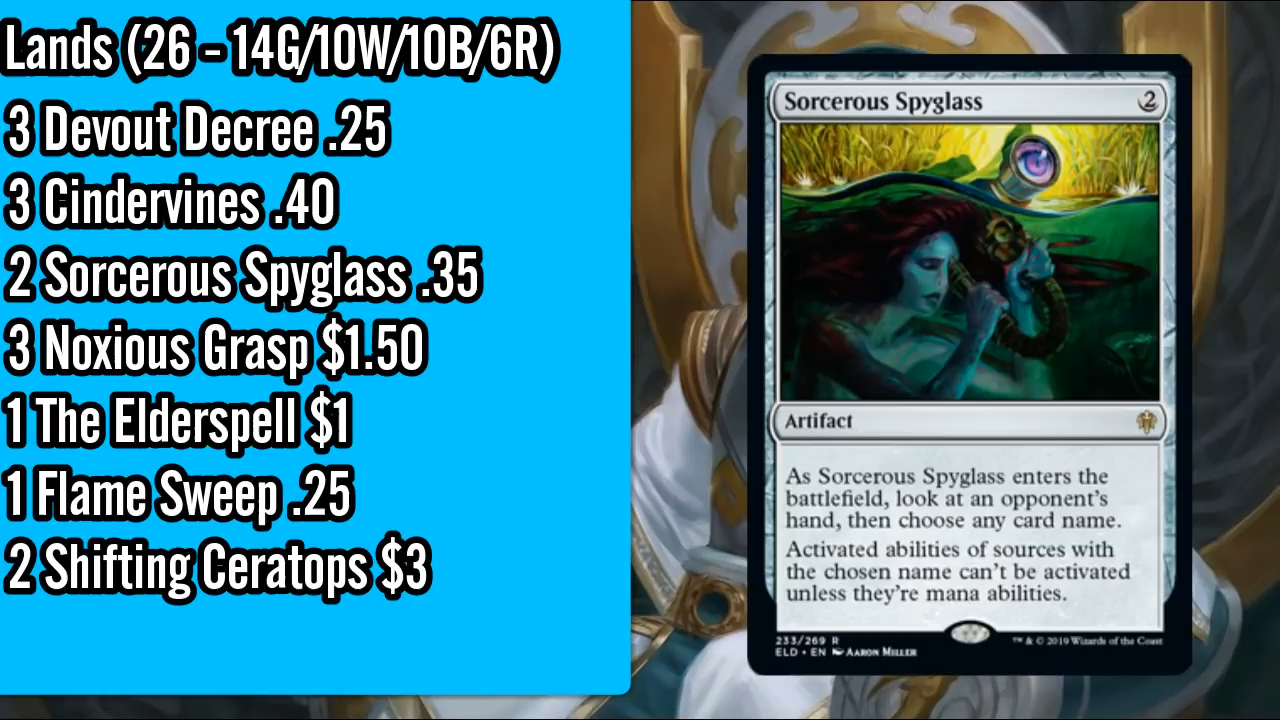 Lands (26 - 14G/10W/10B/6R)
3 Devout Decree .25
3 Cindervines .40
2 Sorcerous Spyglass .35
3 Noxious Grasp $1.50
1 The Elderspell $1
1 Flame Sweep .25
2 Shifting Ceratops $3
Sorcerous Spyglass 2
Artifact
As Sorcerous Spyglass enters the
battlefield, look at an opponent's
hand, then choose any card name.
Activated abilities of sources with
the chosen name can't be activated
unless they're mana abilities.
233/269 R
ELD • EN Aaron Miller
™ & © 2019 Wizards of the Coast